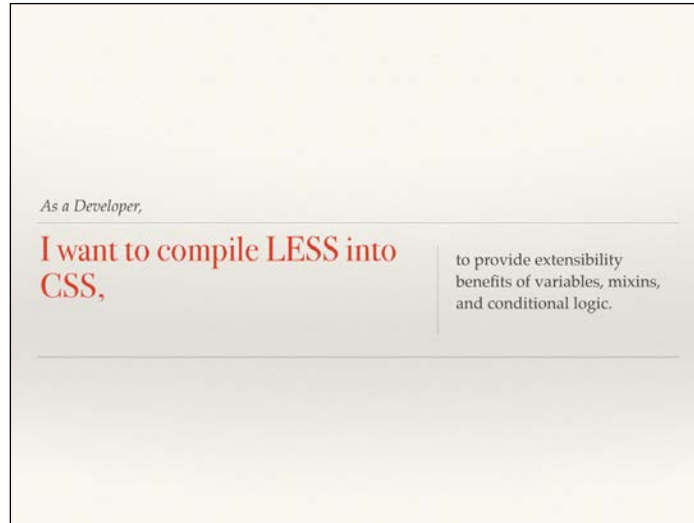 As a Developer,
I want to compile LESS into
CSS,
to provide extensibility
benefits of variables, mixins,
and conditional logic.